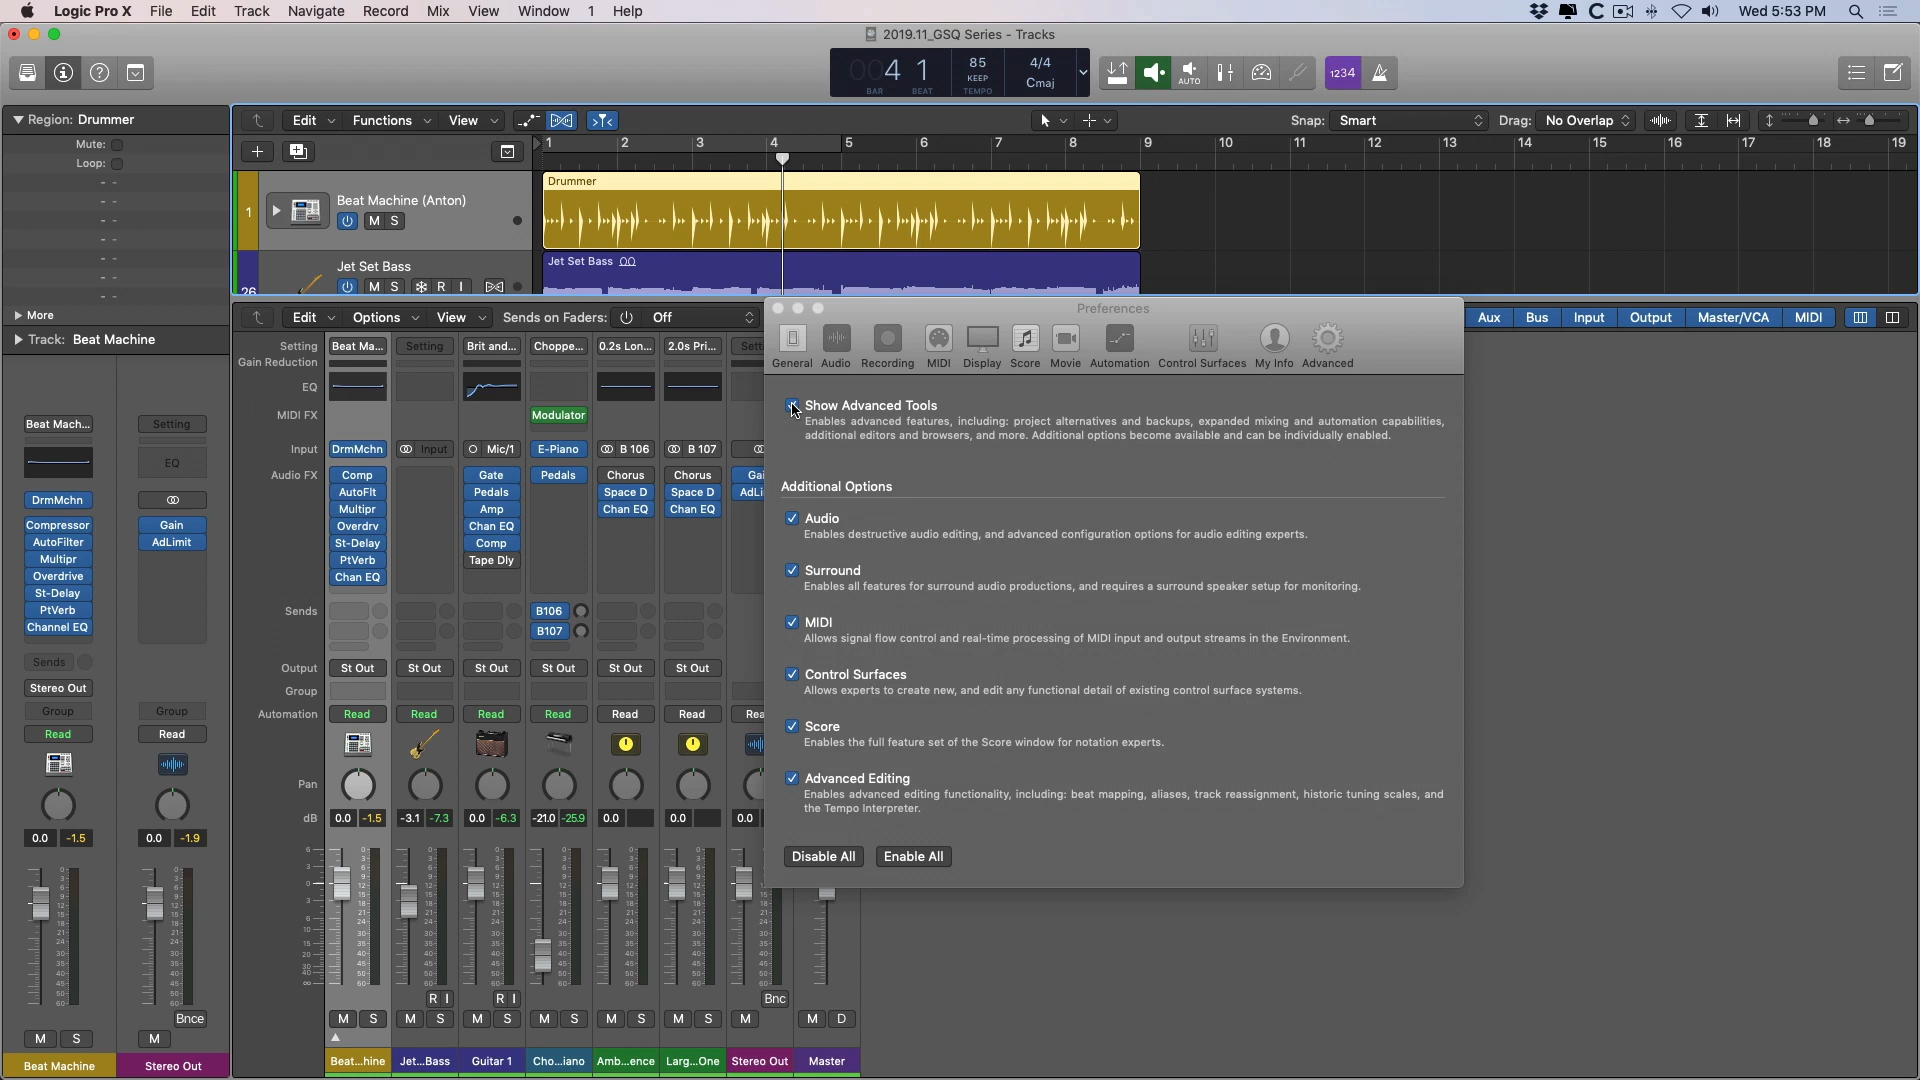 Logic Pro X File Edit Track Navigate Record Mix View Window 1 Help
Wed 5:53 PM
2019.11_GSQ Series - Tracks
004 1 85 4/4
KEEP Cmaj
BAR BEAT TEMPO
AUTO
1234
Region: Drummer
Mute:
Loop:
More
Track: Beat Machine
Edit Functions View
Snap: Smart Drag: No Overlap
1 2 3 4 5 6 7 8 9 10 11 12 13 14 15 16 17 18 19
1 Beat Machine (Anton)
M S
Drummer
26 Jet Set Bass
M S R I
Jet Set Bass
Edit Options View Sends on Faders: Off
Aux Bus Input Output Master/VCA MIDI
Preferences
General Audio Recording MIDI Display Score Movie Automation Control Surfaces My Info Advanced
Show Advanced Tools
Enables advanced features, including: project alternatives and backups, expanded mixing and automation capabilities,
additional editors and browsers, and more. Additional options become available and can be individually enabled.
Additional Options
Audio
Enables destructive audio editing, and advanced configuration options for audio editing experts.
Surround
Enables all features for surround audio productions, and requires a surround speaker setup for monitoring.
MIDI
Allows signal flow control and real-time processing of MIDI input and output streams in the Environment.
Control Surfaces
Allows experts to create new, and edit any functional detail of existing control surface systems.
Score
Enables the full feature set of the Score window for notation experts.
Advanced Editing
Enables advanced editing functionality, including: beat mapping, aliases, track reassignment, historic tuning scales, and
the Tempo Interpreter.
Disable All Enable All
Setting Beat Ma... Setting Brit and... Choppe... 0.2s Lon... 2.0s Pri...
Gain Reduction
EQ
MIDI FX Modulator
Input DrmMchn Input Mic/1 E-Piano B 106 B 107
Audio FX Comp Gate Pedals Chorus Chorus
AutoFlt Pedals Space D Space D
Multipr Amp Chan EQ Chan EQ
Overdrv Chan EQ
St-Delay Comp
PtVerb Tape Dly
Chan EQ
Sends B106
B107
Output St Out St Out St Out St Out St Out St Out
Group
Automation Read Read Read Read Read Read
Pan
dB 0.0 -1.5 -3.1 -7.3 0.0 -6.3 -21.0 -25.9 0.0 0.0 0.0
R I R I Bnc
M S M S M S M S M S M S M M D
Beat...hine Jet...Bass Guitar 1 Cho...iano Amb...ence Larg...One Stereo Out Master
Beat Mach... Setting
EQ
DrmMchn
Compressor Gain
AutoFilter AdLimit
Multipr
Overdrive
St-Delay
PtVerb
Channel EQ
Sends
Stereo Out
Group Group
Read Read
0.0 -1.5 0.0 -1.9
Bnce
M S M
Beat Machine Stereo Out